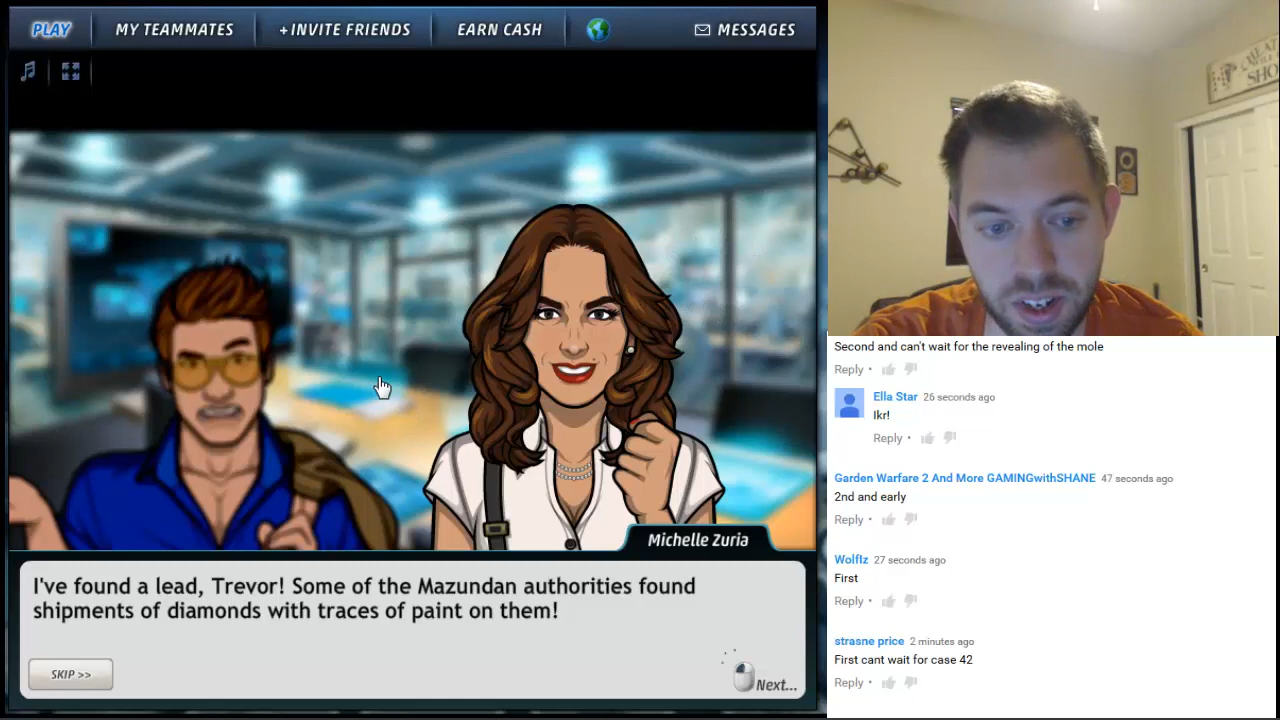 PLAY
MY TEAMMATES
+INVITE FRIENDS
EARN CASH
MESSAGES
Michelle Zuria
I've found a lead, Trevor! Some of the Mazundan authorities found
shipments of diamonds with traces of paint on them!
SKIP >>
Next...
Second and can't wait for the revealing of the mole
Reply •
Ella Star 26 seconds ago
Ikr!
Reply •
Garden Warfare 2 And More GAMINGwithSHANE 47 seconds ago
2nd and early
Reply •
Wolflz 27 seconds ago
First
Reply •
strasne price 2 minutes ago
First cant wait for case 42
Reply •